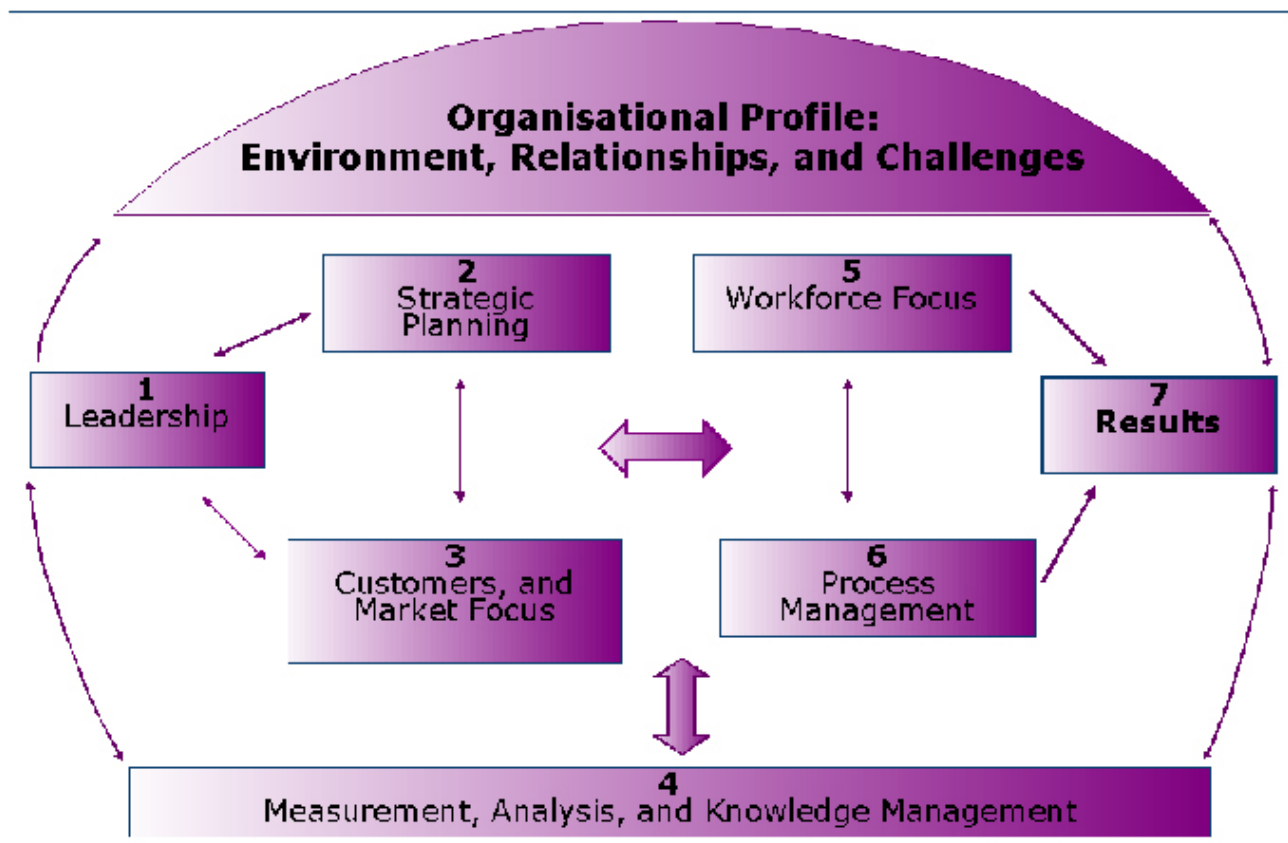 Organisational Profile:
Environment, Relationships, and Challenges
2
Strategic
Planning
5
Workforce Focus
1
Leadership
7
Results
3
Customers, and
Market Focus
6
Process
Management
4
Measurement, Analysis, and Knowledge Management